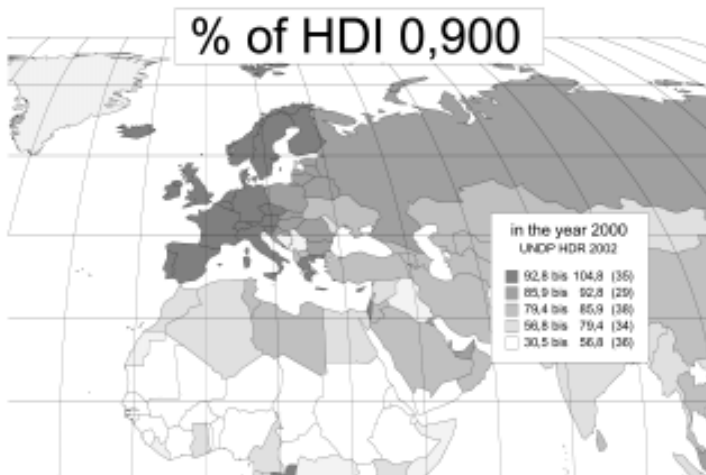 % of HDI 0,900
in the year 2000
UNDP HDR 2002
92,8 bis 104,8 (35)
85,9 bis 92,8 (29)
79,4 bis 85,9 (38)
56,8 bis 79,4 (34)
30,5 bis 56,8 (36)